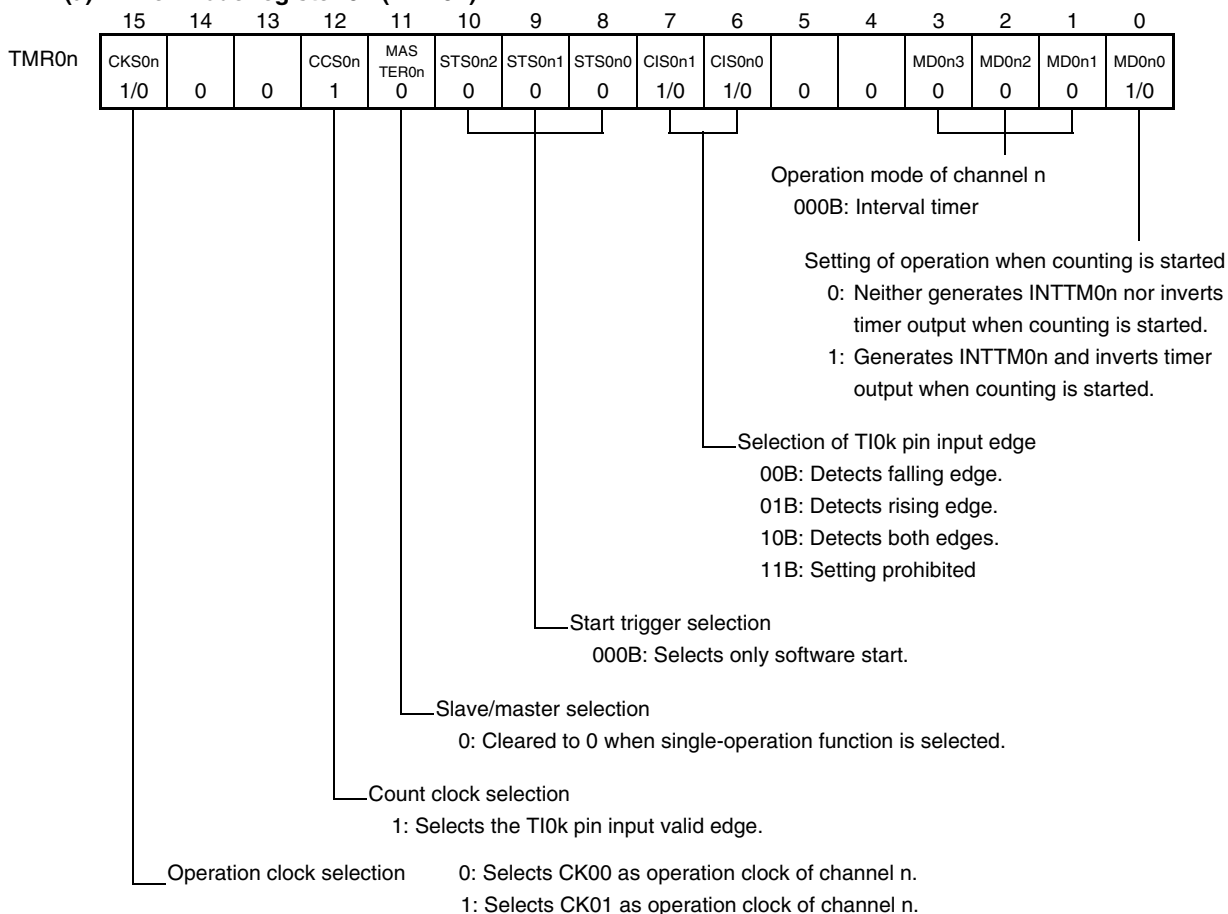 15 14 13 12 11 10 9 8 7 6 5 4 3 2 1 0
TMR0n
CKS0n CCS0n MAS TER0n STS0n2 STS0n1 STS0n0 CIS0n1 CIS0n0 MD0n3 MD0n2 MD0n1 MD0n0
1/0 0 0 1 0 0 0 0 1/0 1/0 0 0 0 0 0 1/0
Operation mode of channel n
000B: Interval timer
Setting of operation when counting is started
0: Neither generates INTTM0n nor inverts
timer output when counting is started.
1: Generates INTTM0n and inverts timer
output when counting is started.
Selection of TI0k pin input edge
00B: Detects falling edge.
01B: Detects rising edge.
10B: Detects both edges.
11B: Setting prohibited
Start trigger selection
000B: Selects only software start.
Slave/master selection
0: Cleared to 0 when single-operation function is selected.
Count clock selection
1: Selects the TI0k pin input valid edge.
Operation clock selection 0: Selects CK00 as operation clock of channel n.
1: Selects CK01 as operation clock of channel n.